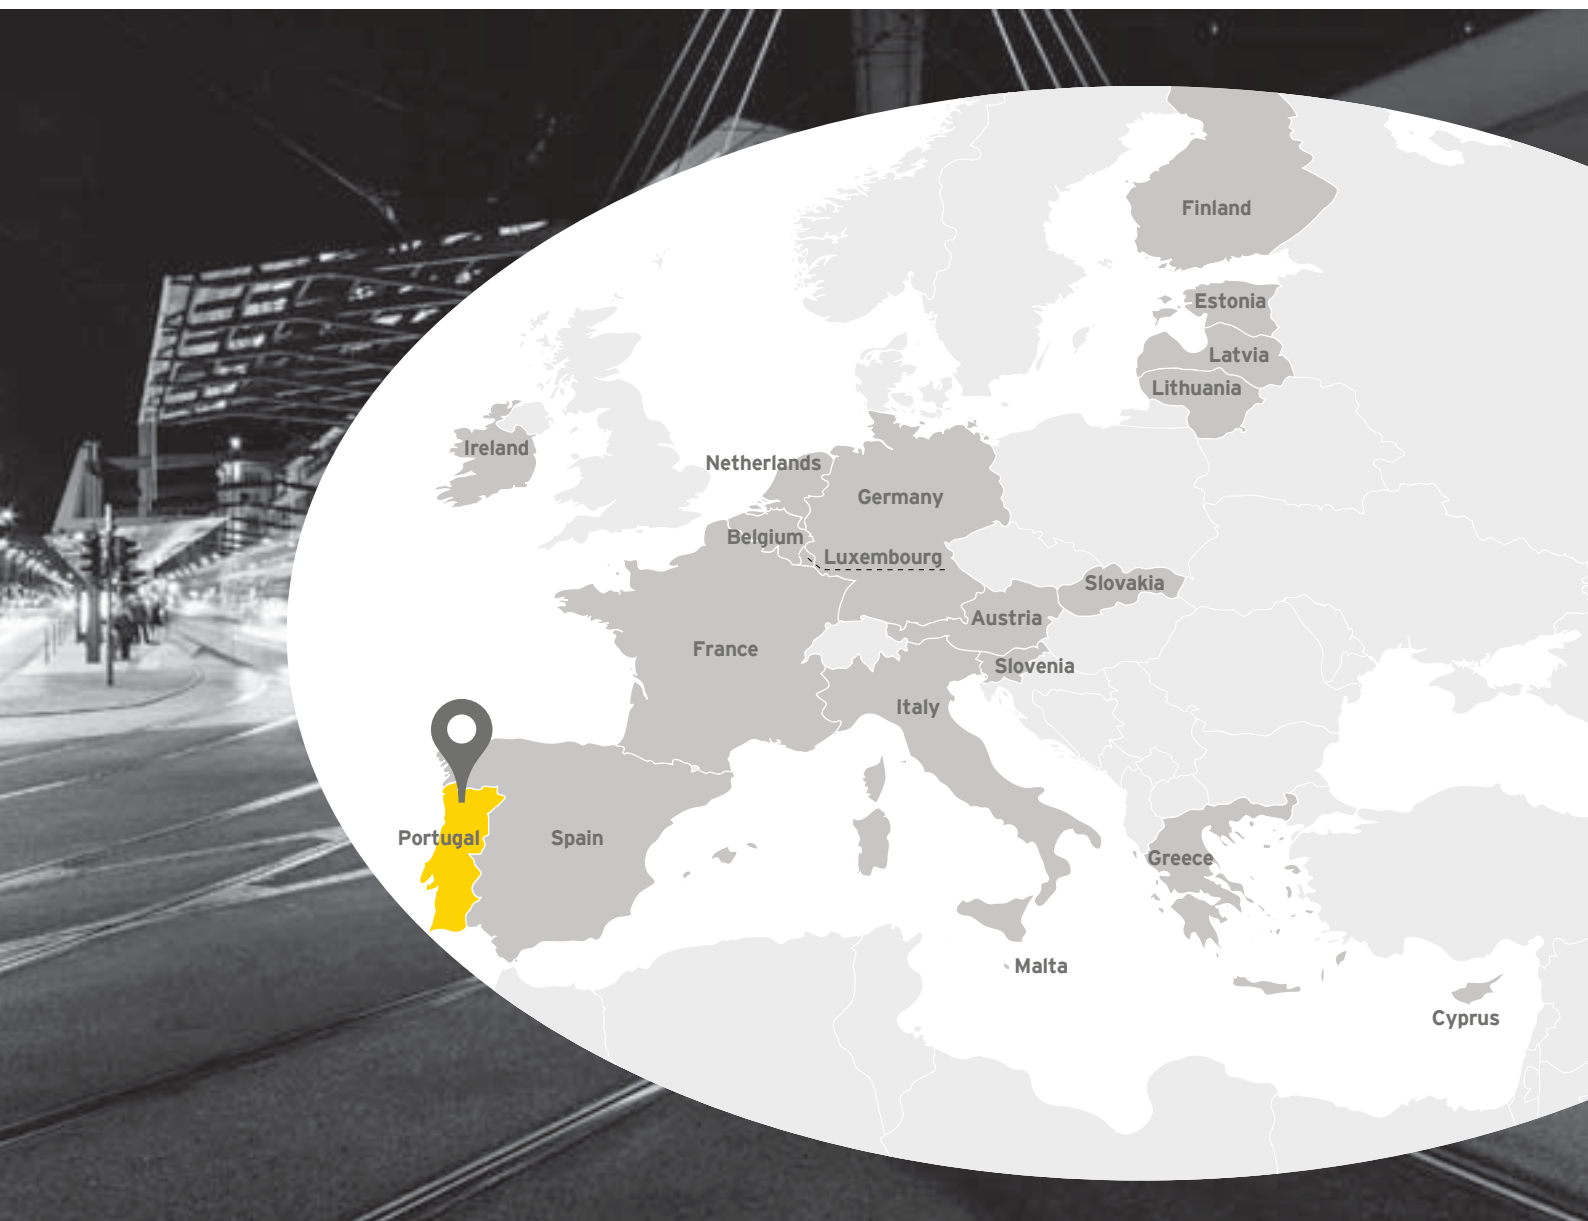 Finland
Estonia
Latvia
Lithuania
Ireland
Netherlands
Germany
Belgium
Luxembourg
Slovakia
Austria
France
Slovenia
Italy
Portugal
Spain
Greece
Malta
Cyprus